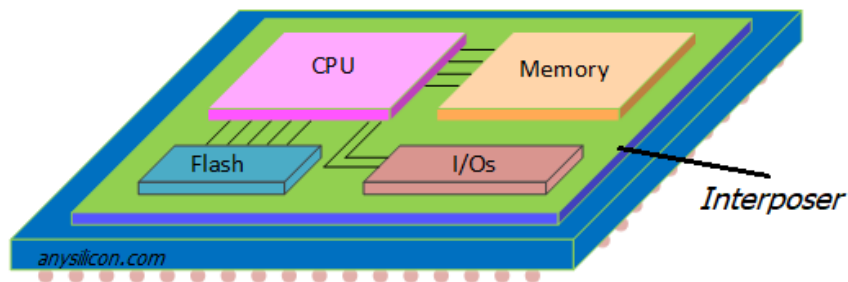 CPU
Memory
Flash
I/Os
Interposer
anysilicon.com